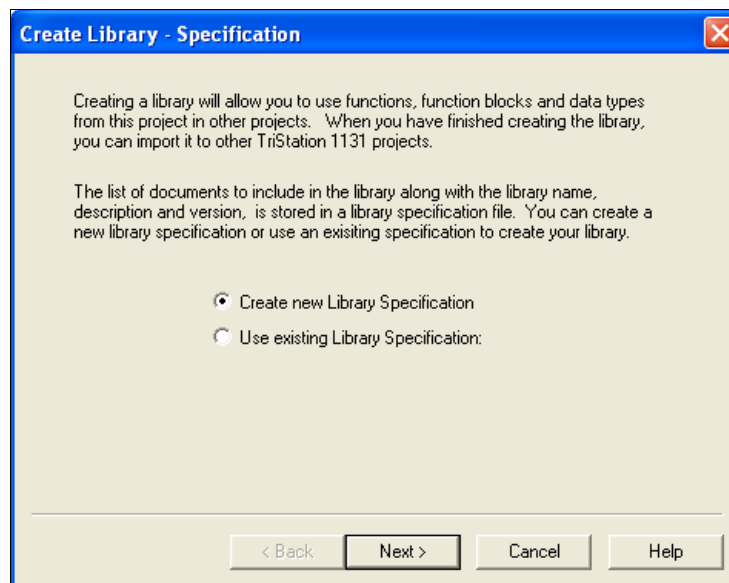 Create Library - Specification
Creating a library will allow you to use functions, function blocks and data types
from this project in other projects. When you have finished creating the library,
you can import it to other TriStation 1131 projects.
The list of documents to include in the library along with the library name,
description and version, is stored in a library specification file. You can create a
new library specification or use an exisiting specification to create your library.
Create new Library Specification
Use existing Library Specification:
< Back Next > Cancel Help